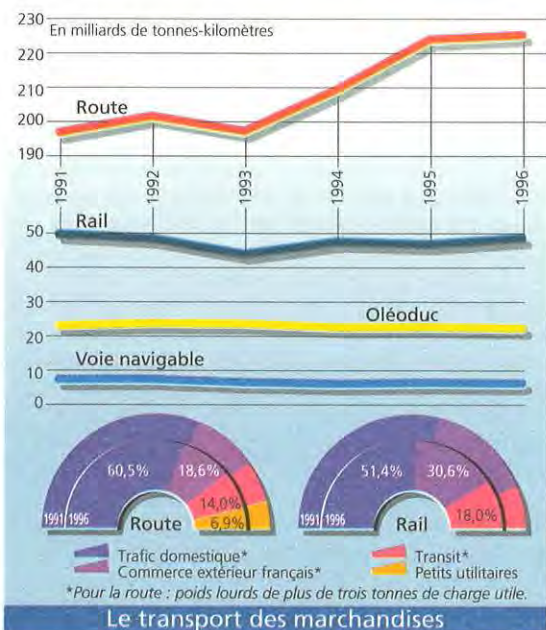 230
En milliards de tonnes-kilomètres
220
210
Route
200
190
1991
1992
1993
1994
1995
1996
Rail
50
40
30
Oléoduc
20
Voie navigable
10
0
60,5%
18,6%
14,0%
6,9%
1991 1996
Route
51,4%
30,6%
18,0%
1991 1996
Rail
Trafic domestique*
Transit*
Commerce extérieur français*
Petits utilitaires
*Pour la route : poids lourds de plus de trois tonnes de charge utile.
Le transport des marchandises